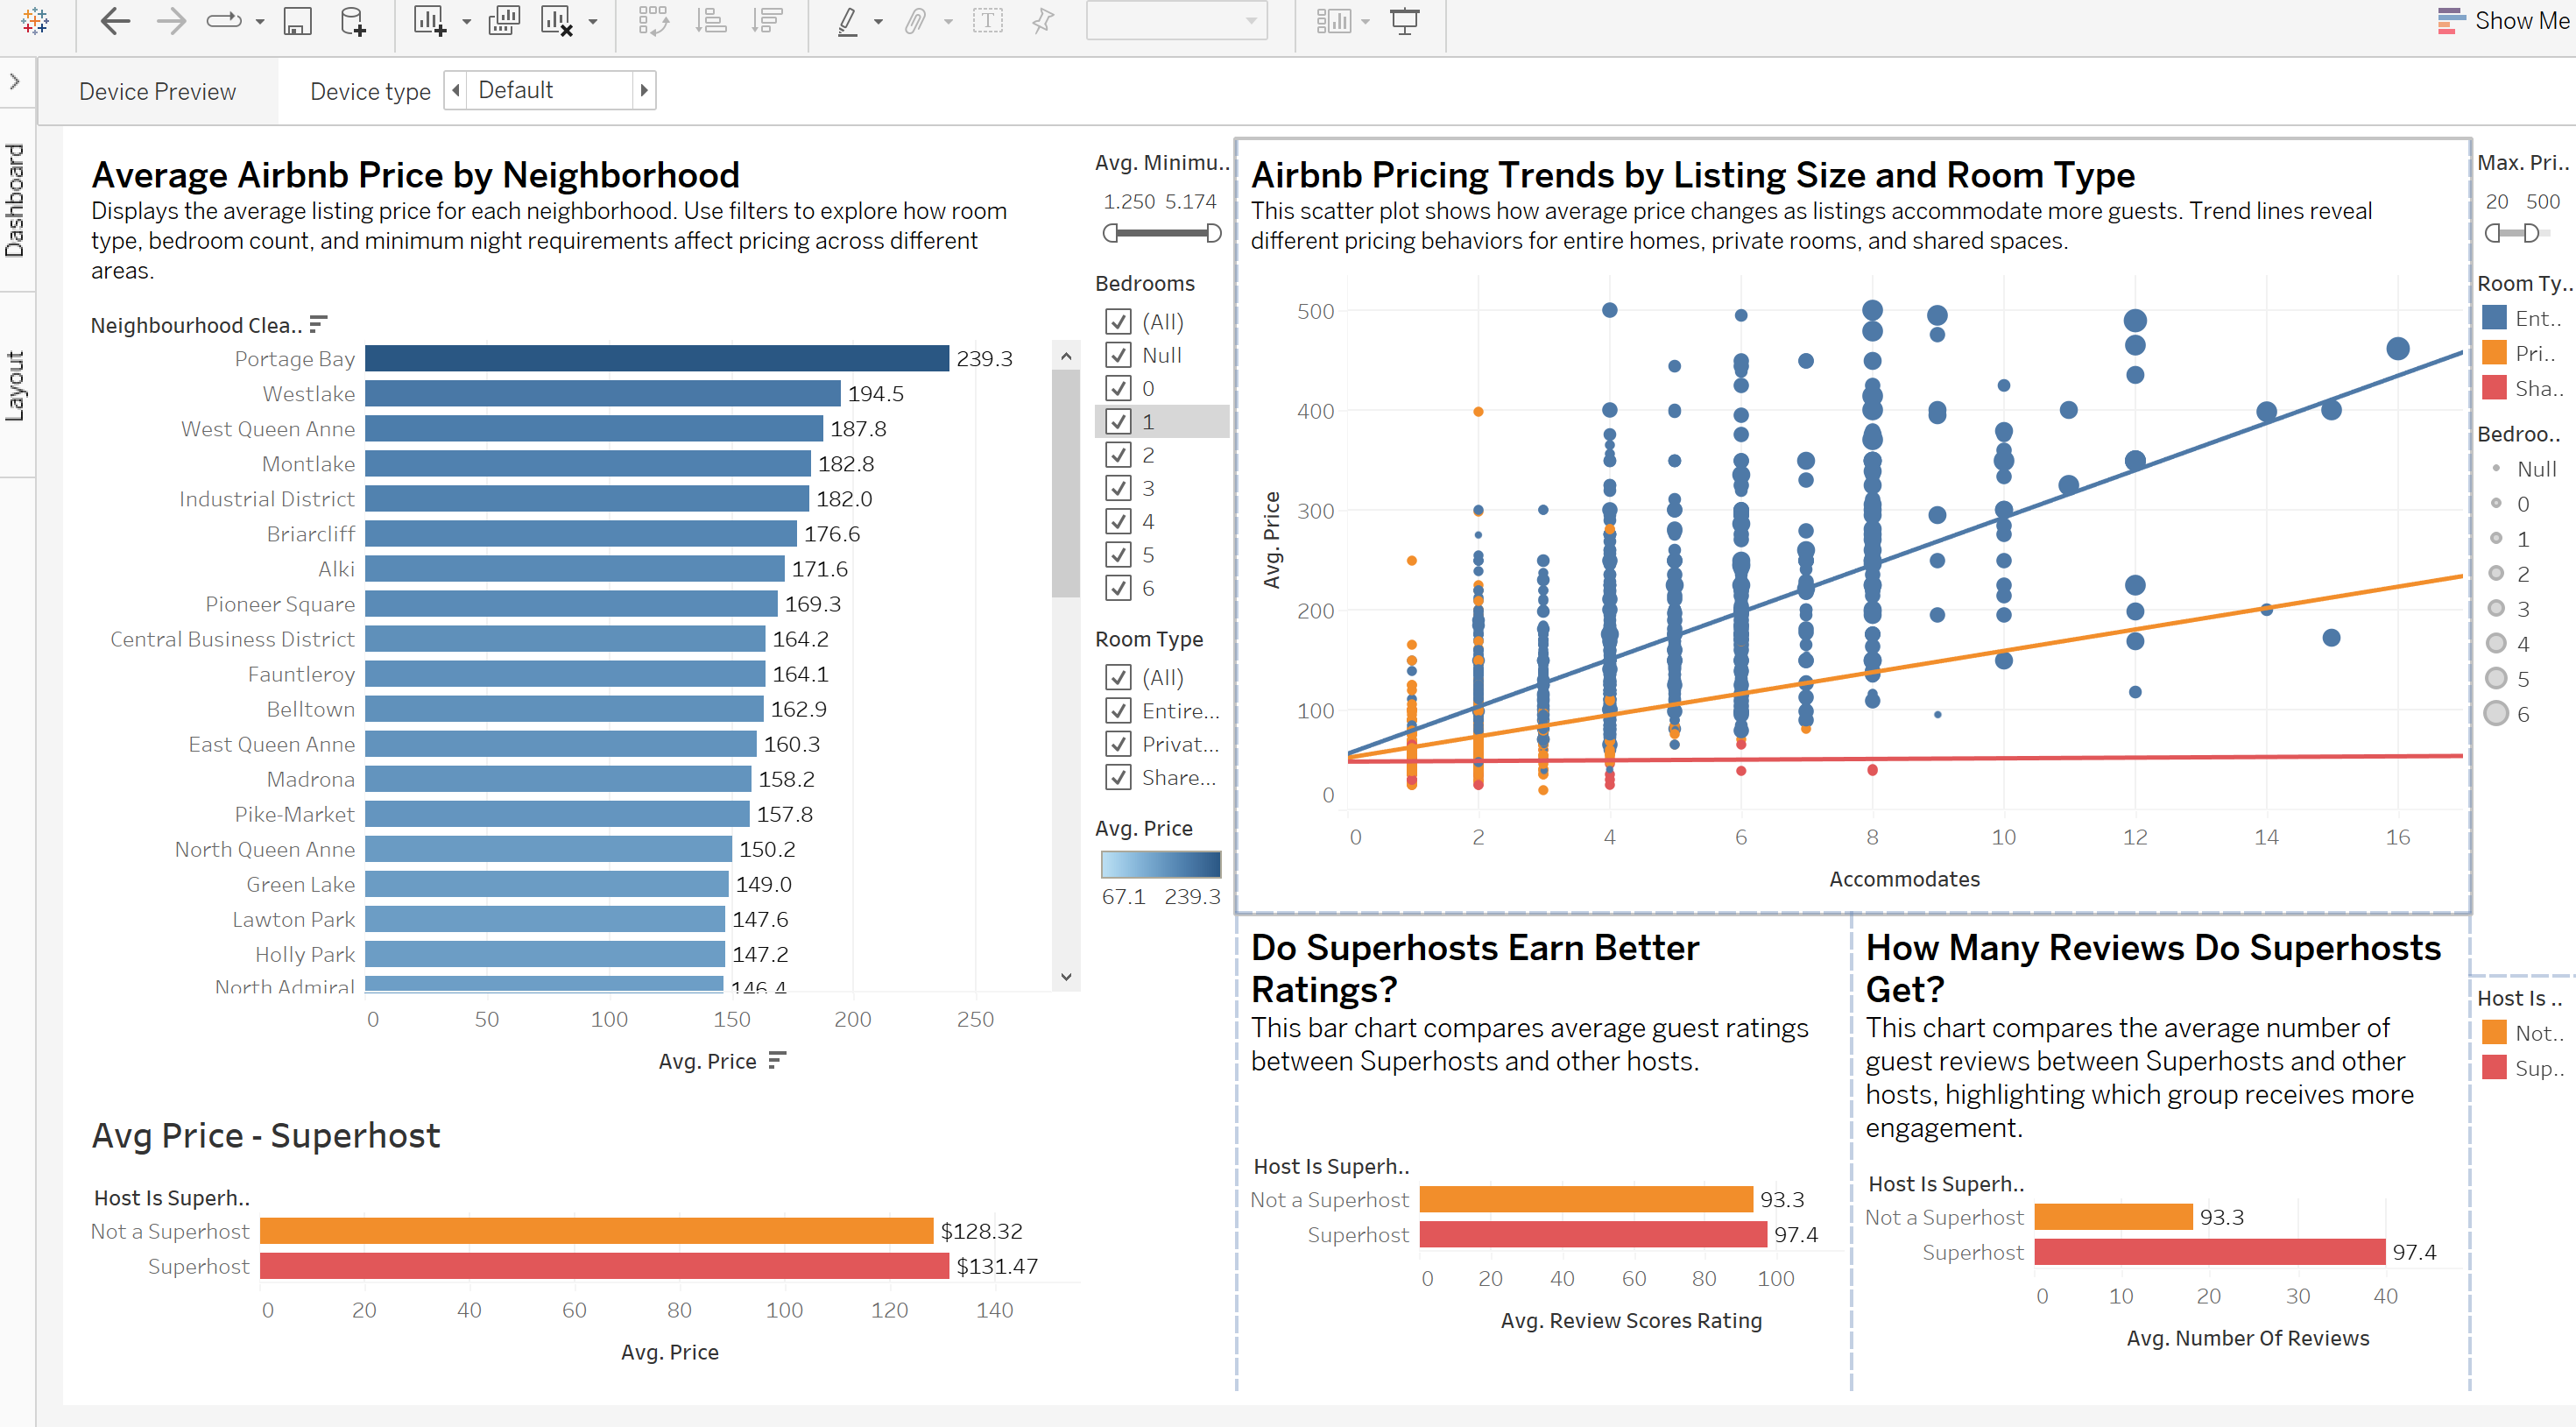 Show Me
Device Preview
Device type
Default
Dashboard
Layout
Average Airbnb Price by Neighborhood
Displays the average listing price for each neighborhood. Use filters to explore how room
type, bedroom count, and minimum night requirements affect pricing across different
areas.
Neighbourhood Clea..
Portage Bay 239.3
Westlake 194.5
West Queen Anne 187.8
Montlake 182.8
Industrial District 182.0
Briarcliff 176.6
Alki 171.6
Pioneer Square 169.3
Central Business District 164.2
Fauntleroy 164.1
Belltown 162.9
East Queen Anne 160.3
Madrona 158.2
Pike-Market 157.8
North Queen Anne 150.2
Green Lake 149.0
Lawton Park 147.6
Holly Park 147.2
North Admiral 146.4
0 50 100 150 200 250
Avg. Price
Avg. Minimu..
1.250 5.174
Bedrooms
(All)
Null
0
1
2
3
4
5
6
Room Type
(All)
Entire...
Privat...
Share...
Avg. Price
67.1 239.3
Airbnb Pricing Trends by Listing Size and Room Type
This scatter plot shows how average price changes as listings accommodate more guests. Trend lines reveal
different pricing behaviors for entire homes, private rooms, and shared spaces.
Avg. Price
500
400
300
200
100
0
0 2 4 6 8 10 12 14 16
Accommodates
Max. Pri..
20 500
Room Ty..
Ent..
Pri..
Sha..
Bedroo..
Null
0
1
2
3
4
5
6
Avg Price - Superhost
Host Is Superh..
Not a Superhost $128.32
Superhost $131.47
0 20 40 60 80 100 120 140
Avg. Price
Do Superhosts Earn Better
Ratings?
This bar chart compares average guest ratings
between Superhosts and other hosts.
Host Is Superh..
Not a Superhost 93.3
Superhost 97.4
0 20 40 60 80 100
Avg. Review Scores Rating
How Many Reviews Do Superhosts
Get?
This chart compares the average number of
guest reviews between Superhosts and other
hosts, highlighting which group receives more
engagement.
Host Is Superh..
Not a Superhost 93.3
Superhost 97.4
0 10 20 30 40
Avg. Number Of Reviews
Host Is ..
Not..
Sup..